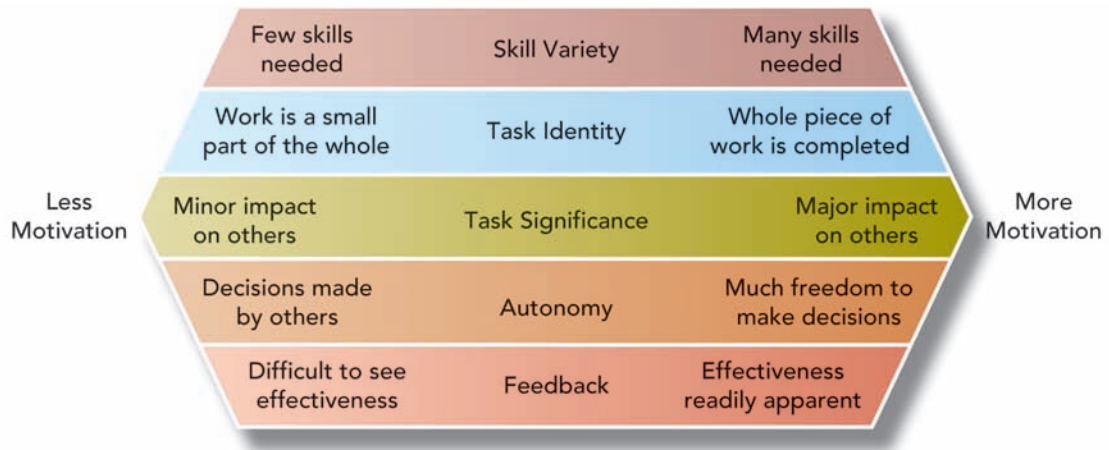 Few skills
needed
Skill Variety
Many skills
needed
Work is a small
part of the whole
Task Identity
Whole piece of
work is completed
Less
Motivation
Minor impact
on others
Task Significance
Major impact
on others
More
Motivation
Decisions made
by others
Autonomy
Much freedom to
make decisions
Difficult to see
effectiveness
Feedback
Effectiveness
readily apparent